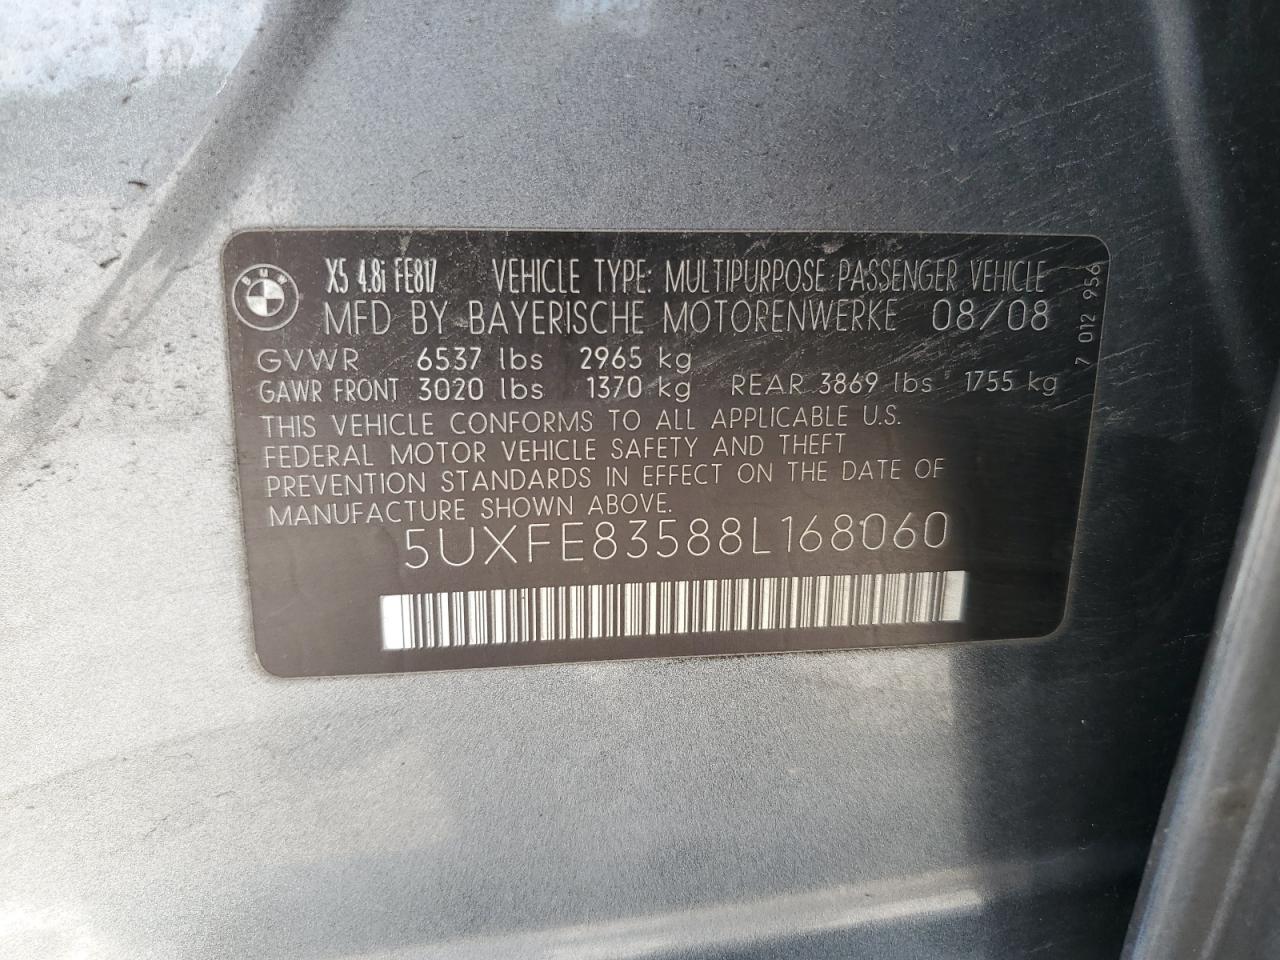 BMW
X5 4.8i FE817 VEHICLE TYPE: MULTIPURPOSE PASSENGER VEHICLE
MFD BY BAYERISCHE MOTORENWERKE 08/08
GVWR 6537 lbs 2965 kg
GAWR FRONT 3020 lbs 1370 kg REAR 3869 lbs 1755 kg
THIS VEHICLE CONFORMS TO ALL APPLICABLE U.S.
FEDERAL MOTOR VEHICLE SAFETY AND THEFT
PREVENTION STANDARDS IN EFFECT ON THE DATE OF
MANUFACTURE SHOWN ABOVE.
5UXFE83588L168060
7 012 956